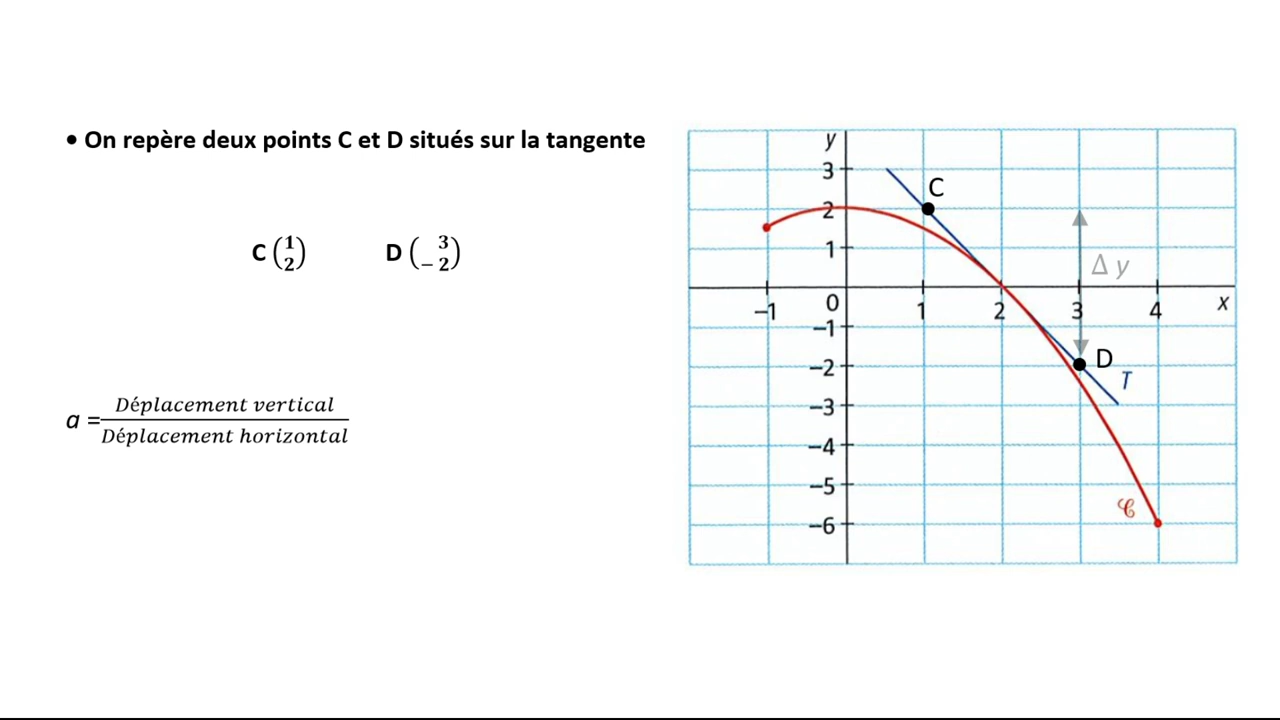 • On repère deux points C et D situés sur la tangente
C (1 2) D (3 −2)
a = Déplacement vertical
Déplacement horizontal
y
3
C
2
1
Δ y
0
−1 1 2 3 4 x
−1
−2
D
T
−3
−4
−5
𝒞
−6